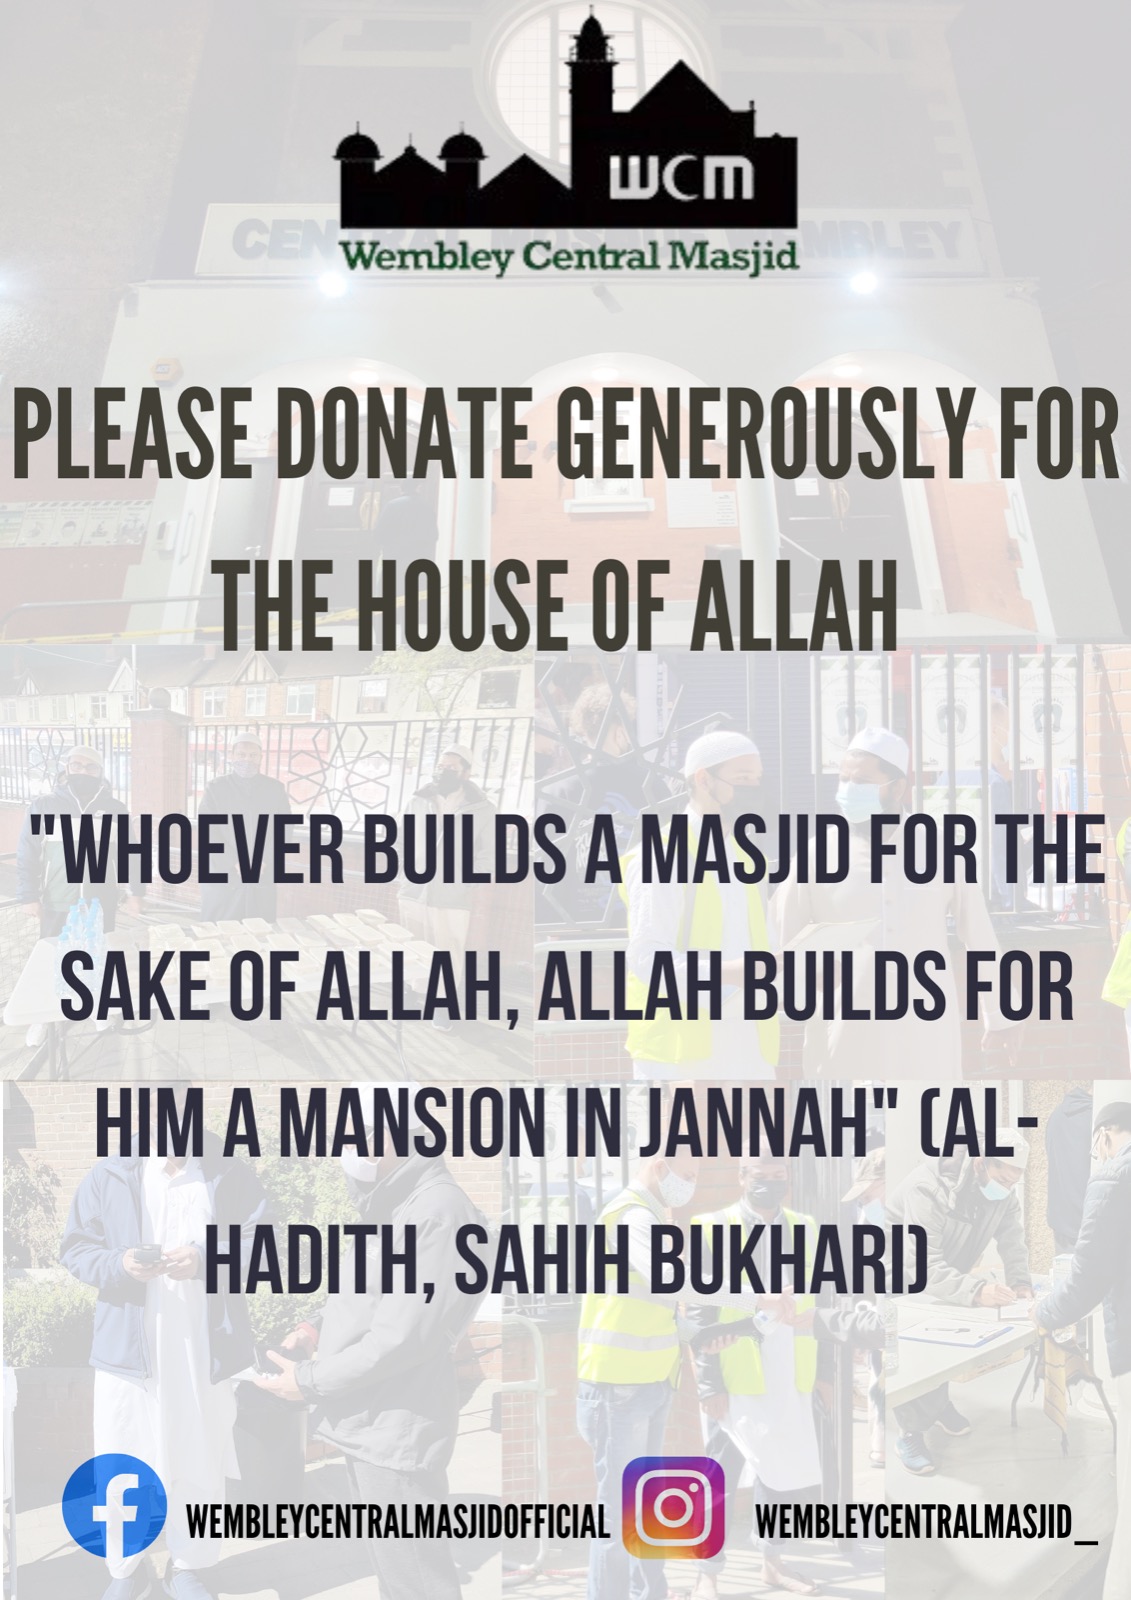 WCM
Wembley Central Masjid
PLEASE DONATE GENEROUSLY FOR
THE HOUSE OF ALLAH
"WHOEVER BUILDS A MASJID FOR THE
SAKE OF ALLAH, ALLAH BUILDS FOR
HIM A MANSION IN JANNAH" (AL-
HADITH, SAHIH BUKHARI)
WEMBLEYCENTRALMASJIDOFFICIAL
WEMBLEYCENTRALMASJID_